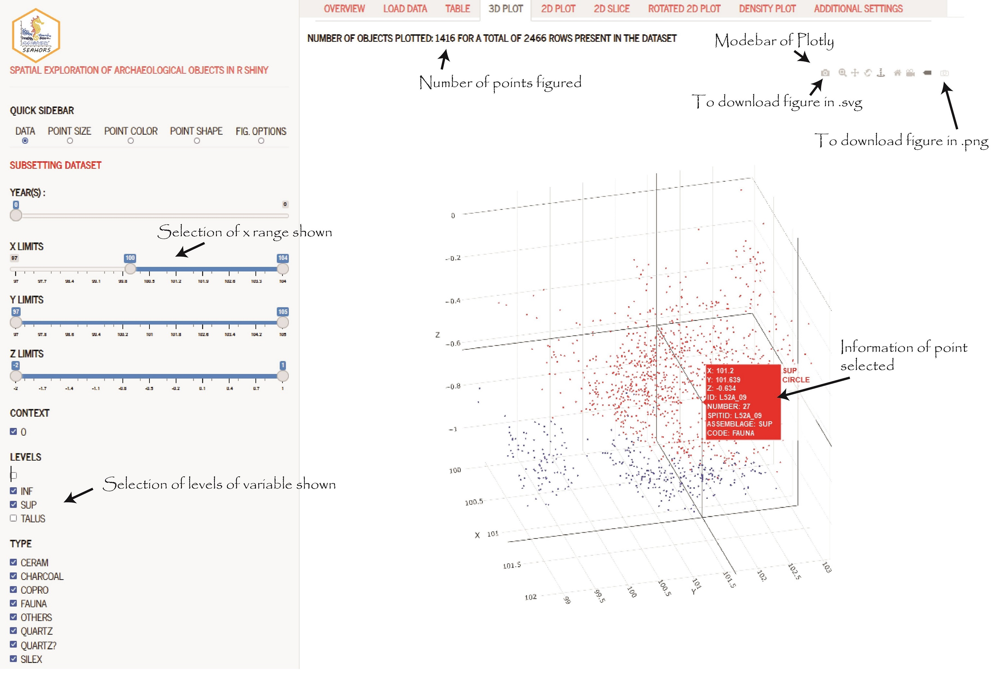 SEAHORS
SPATIAL EXPLORATION OF ARCHAEOLOGICAL OBJECTS IN R SHINY
QUICK SIDEBAR
DATA POINT SIZE POINT COLOR POINT SHAPE FIG. OPTIONS
SUBSETTING DATASET
YEAR(S) :
0 0
Selection of x range shown
X LIMITS
97 100 104
97 97.7 98.4 99.1 99.8 100.5 101.2 101.9 102.6 103.3 104
Y LIMITS
97 105
97 97.8 98.6 99.4 100.2 101 101.8 102.6 103.4 104.2 105
Z LIMITS
-2 1
-2 -1.7 -1.4 -1.1 -0.8 -0.5 -0.2 0.1 0.4 0.7 1
CONTEXT
0
LEVELS
INF
SUP
TALUS
Selection of levels of variable shown
TYPE
CERAM
CHARCOAL
COPRO
FAUNA
OTHERS
QUARTZ
QUARTZ?
SILEX
OVERVIEW LOAD DATA TABLE 3D PLOT 2D PLOT 2D SLICE ROTATED 2D PLOT DENSITY PLOT ADDITIONAL SETTINGS
NUMBER OF OBJECTS PLOTTED: 1416 FOR A TOTAL OF 2466 ROWS PRESENT IN THE DATASET
Number of points figured
Modebar of Plotly
To download figure in .svg
To download figure in .png
0
−0.2
−0.4
Z
−0.6
−0.8
−1
100
100.5
X 101
101.5
102
99 99.5 100 100.5 101 101.5 102 102.5 103
Y
X: 101.2
Y: 101.639
Z: -0.634
ID: L52A_09
NUMBER: 27
SPITID: L52A_09
ASSEMBLAGE: SUP
CODE: FAUNA
SUP
CIRCLE
Information of point
selected